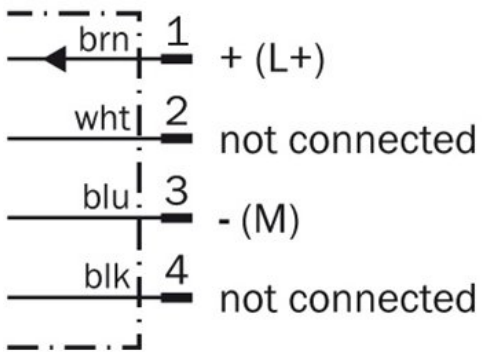 brn 1 + (L+)
wht 2 not connected
blu 3 - (M)
blk 4 not connected